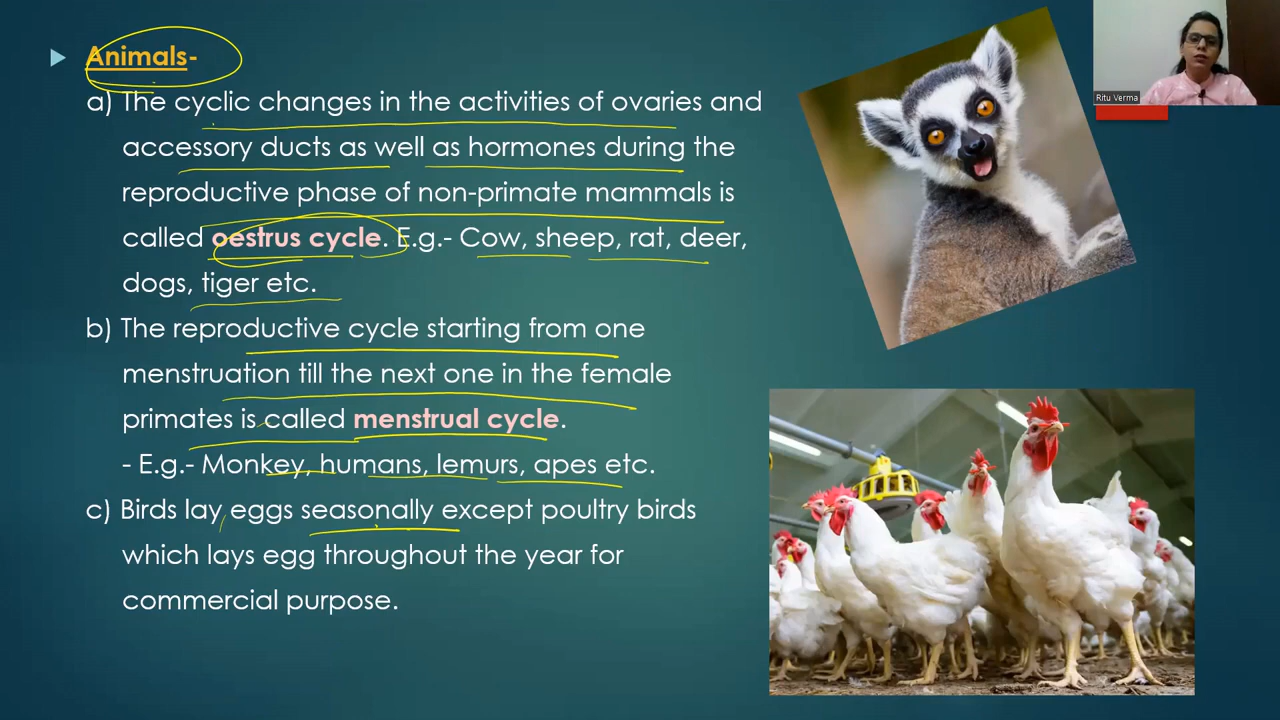 Animals-
a) The cyclic changes in the activities of ovaries and
accessory ducts as well as hormones during the
reproductive phase of non-primate mammals is
called oestrus cycle. E.g.- Cow, sheep, rat, deer,
dogs, tiger etc.
b) The reproductive cycle starting from one
menstruation till the next one in the female
primates is called menstrual cycle.
- E.g.- Monkey, humans, lemurs, apes etc.
c) Birds lay eggs seasonally except poultry birds
which lays egg throughout the year for
commercial purpose.
Ritu Verma